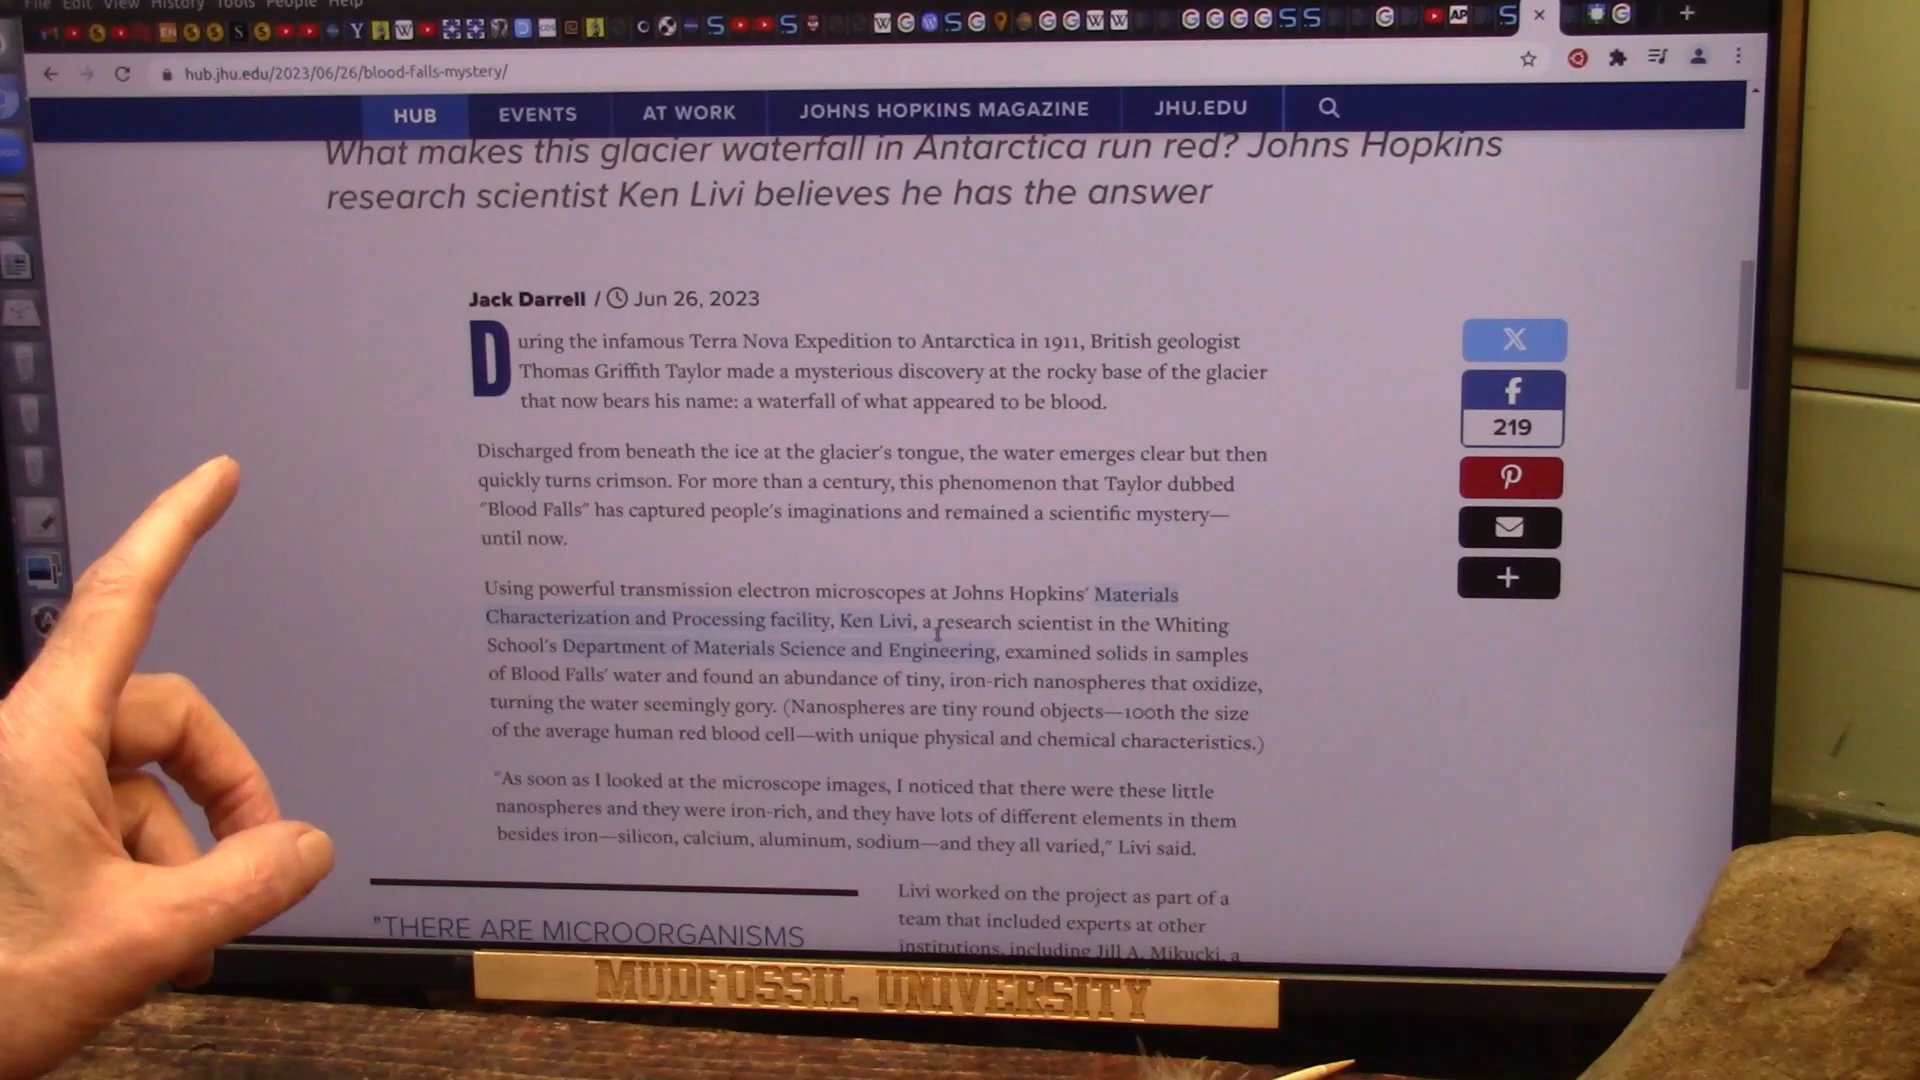 File Edit View History Tools People Help
hub.jhu.edu/2023/06/26/blood-falls-mystery/
HUB EVENTS AT WORK JOHNS HOPKINS MAGAZINE JHU.EDU
What makes this glacier waterfall in Antarctica run red? Johns Hopkins
research scientist Ken Livi believes he has the answer
Jack Darrell / Jun 26, 2023
During the infamous Terra Nova Expedition to Antarctica in 1911, British geologist
Thomas Griffith Taylor made a mysterious discovery at the rocky base of the glacier
that now bears his name: a waterfall of what appeared to be blood.
Discharged from beneath the ice at the glacier's tongue, the water emerges clear but then
quickly turns crimson. For more than a century, this phenomenon that Taylor dubbed
"Blood Falls" has captured people's imaginations and remained a scientific mystery—
until now.
Using powerful transmission electron microscopes at Johns Hopkins' Materials
Characterization and Processing facility, Ken Livi, a research scientist in the Whiting
School's Department of Materials Science and Engineering, examined solids in samples
of Blood Falls' water and found an abundance of tiny, iron-rich nanospheres that oxidize,
turning the water seemingly gory. (Nanospheres are tiny round objects—100th the size
of the average human red blood cell—with unique physical and chemical characteristics.)
"As soon as I looked at the microscope images, I noticed that there were these little
nanospheres and they were iron-rich, and they have lots of different elements in them
besides iron—silicon, calcium, aluminum, sodium—and they all varied," Livi said.
"THERE ARE MICROORGANISMS
Livi worked on the project as part of a
team that included experts at other
institutions, including Jill A. Mikucki, a
219
MUDFOSSIL UNIVERSITY